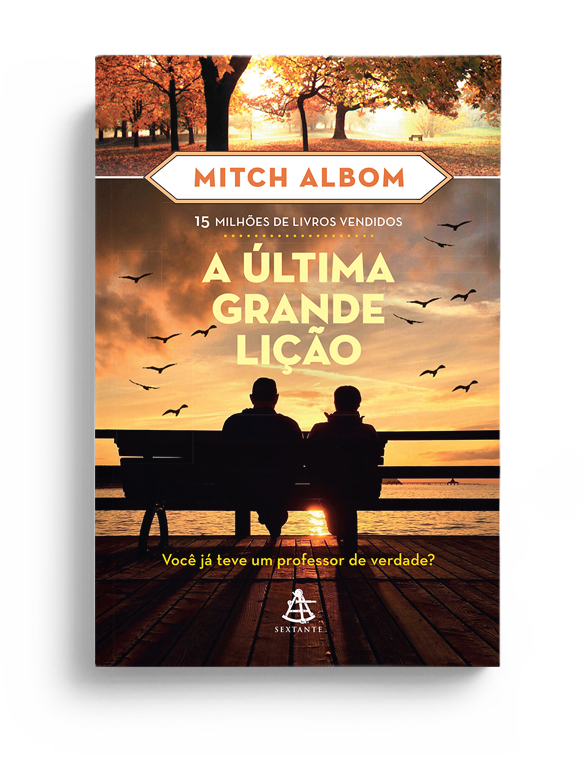 MITCH ALBOM
15 MILHÕES DE LIVROS VENDIDOS
A ÚLTIMA
GRANDE
LIÇÃO
Você já teve um professor de verdade?
SEXTANTE